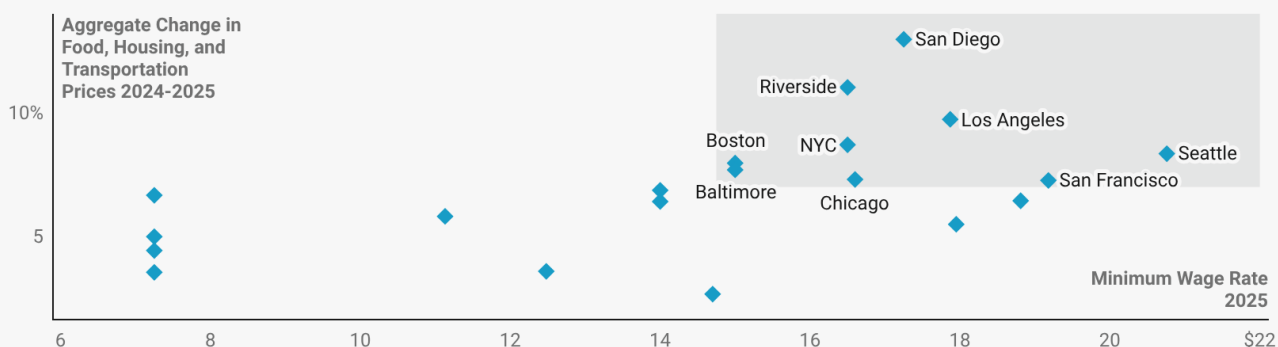 Aggregate Change in
Food, Housing, and
Transportation
Prices 2024-2025
San Diego
Riverside
10%
Los Angeles
Boston
NYC
Seattle
San Francisco
Baltimore
Chicago
5
Minimum Wage Rate
2025
6 8 10 12 14 16 18 20 $22